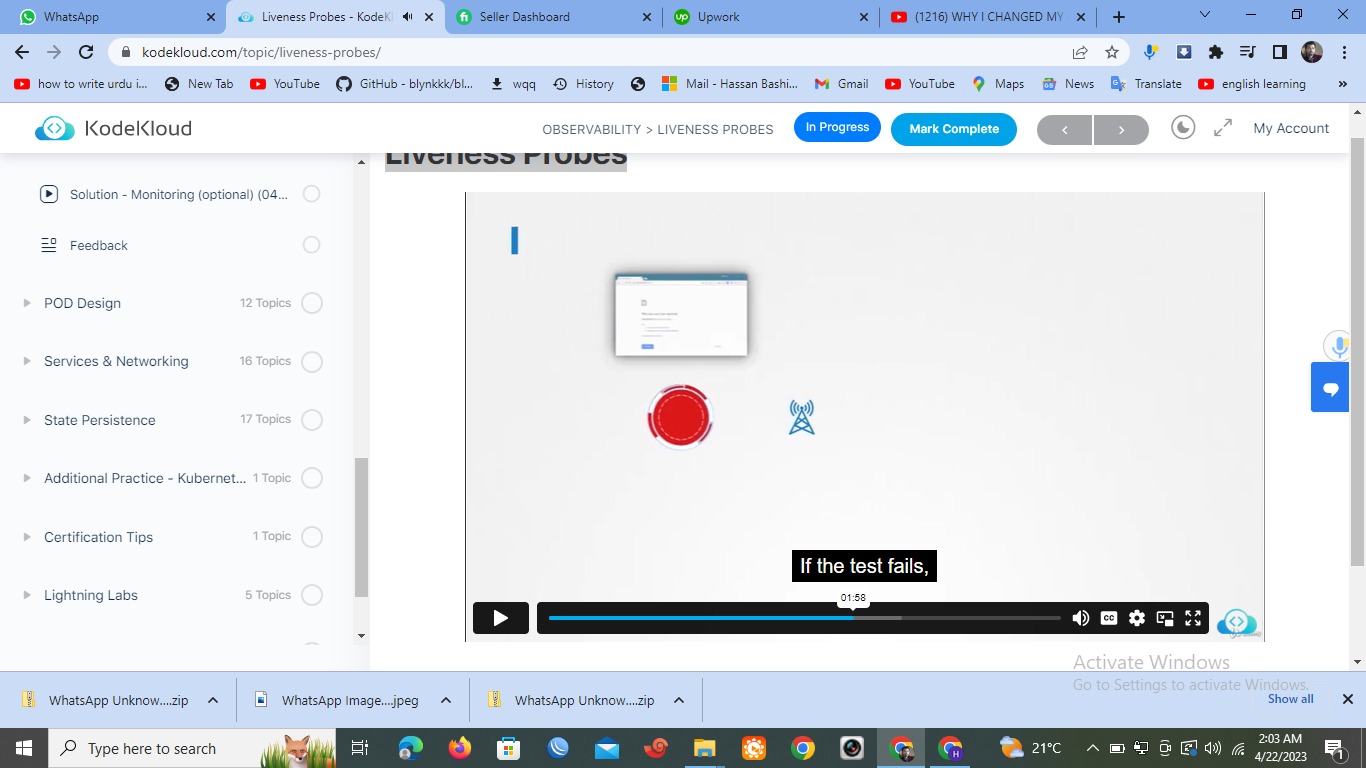 WhatsApp
Liveness Probes - KodeKl
Seller Dashboard
Upwork
(1216) WHY I CHANGED MY
kodekloud.com/topic/liveness-probes/
how to write urdu i...
New Tab
YouTube
GitHub - blynkkk/bl...
wqq
History
Mail - Hassan Bashi...
Gmail
YouTube
Maps
News
Translate
english learning
KodeKloud
OBSERVABILITY > LIVENESS PROBES
In Progress
Mark Complete
My Account
Liveness Probes
Solution - Monitoring (optional) (04...
Feedback
POD Design 12 Topics
Services & Networking 16 Topics
State Persistence 17 Topics
Additional Practice - Kubernet... 1 Topic
Certification Tips 1 Topic
Lightning Labs 5 Topics
If the test fails,
01:58
CC
Activate Windows
Go to Settings to activate Windows.
WhatsApp Unknow....zip
WhatsApp Image....jpeg
WhatsApp Unknow....zip
Show all
Type here to search
21°C
2:03 AM
4/22/2023
1